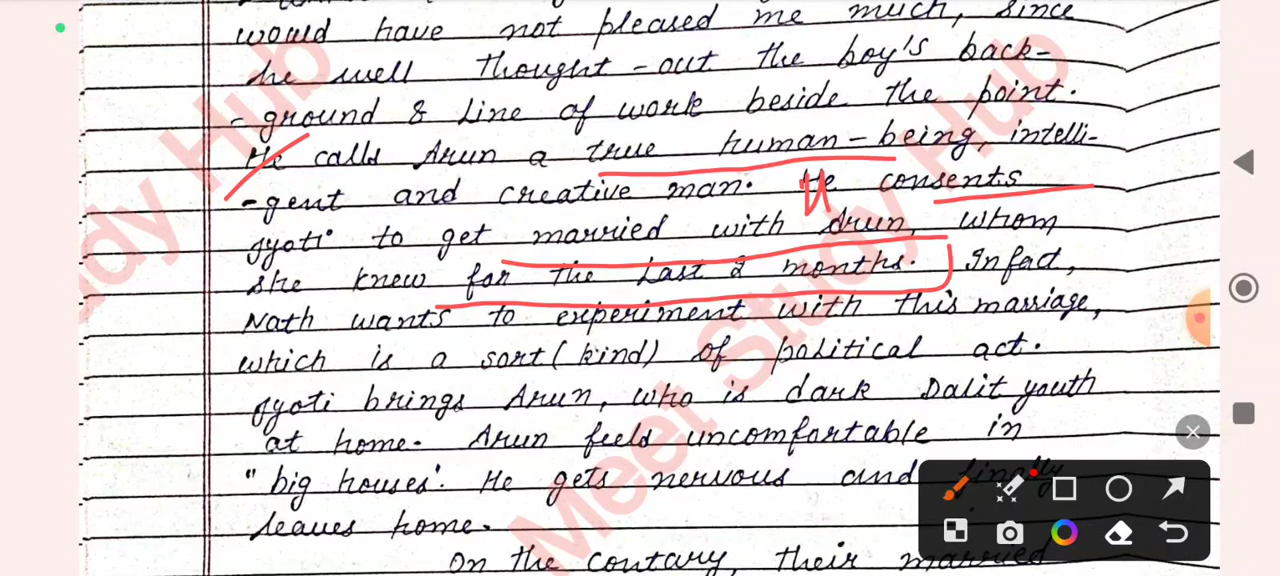 would have not pleased me much, since
he well thought-out the boy's back-
- ground & Line of work beside the point.
He calls Arun a true human-being, intelli-
-gent and creative man. He consents
Jyoti to get married with Arun, whom
she knew for the Last 2 months. Infact,
Nath wants to experiment with this marriage,
which is a sort (kind) of political act.
Jyoti brings Arun, who is dark Dalit youth
at home. Arun feels uncomfortable in
"big houses'. He gets nervous and finally
leaves home.
On the contary, their married
Meet Study Hub